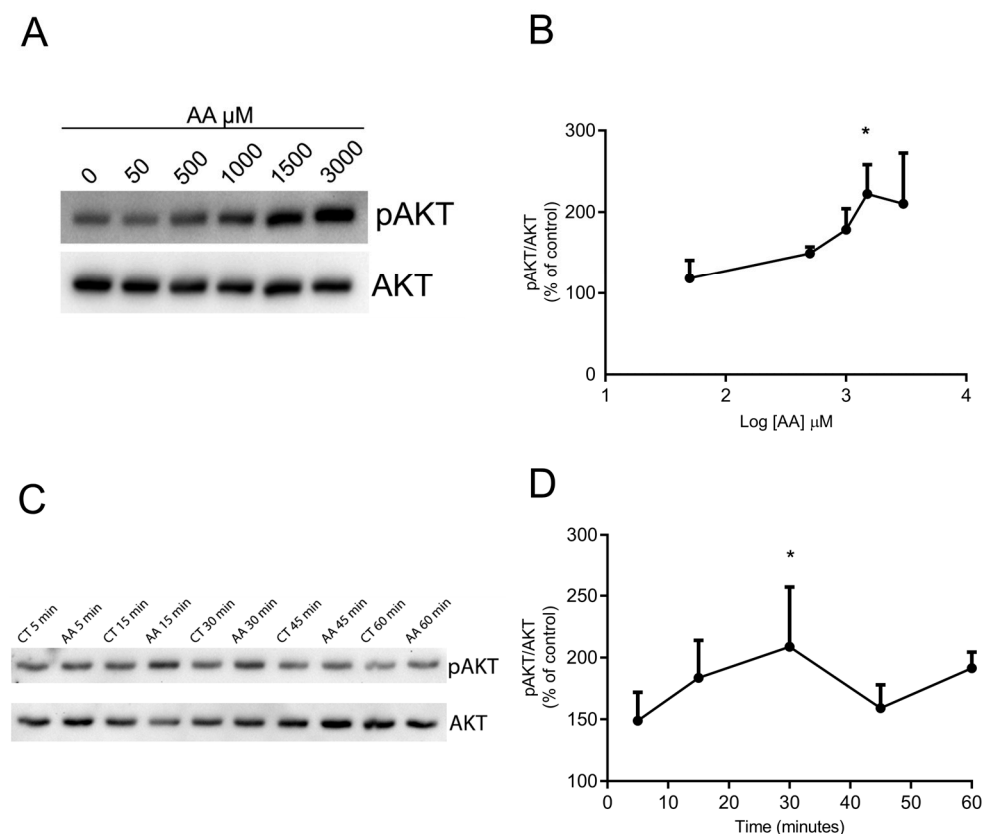 A
AA μM
0 50 500 1000 1500 3000
pAKT
AKT
B
300
200
100
0
pAKT/AKT
(% of control)
*
1 2 3 4
Log [AA] μM
C
CT 5 min AA 5 min CT 15 min AA 15 min CT 30 min AA 30 min CT 45 min AA 45 min CT 60 min AA 60 min
pAKT
AKT
D
300
250
200
150
100
pAKT/AKT
(% of control)
*
0 10 20 30 40 50 60
Time (minutes)